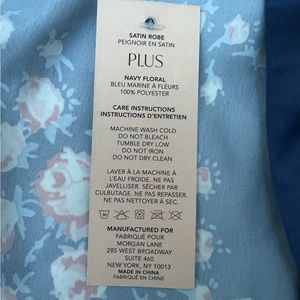 SATIN ROBE
PEIGNOIR EN SATIN
PLUS
NAVY FLORAL
BLEU MARINE À FLEURS
100% POLYESTER
CARE INSTRUCTIONS
INSTRUCTIONS D'ENTRETIEN
MACHINE WASH COLD
DO NOT BLEACH
TUMBLE DRY LOW
DO NOT IRON
DO NOT DRY CLEAN
LAVER À LA MACHINE À
L'EAU FROIDE. NE PAS
JAVELLISER. SÉCHER PAR
CULBUTAGE. NE PAS REPASSER.
NE PAS NETTOYER À SEC.
MANUFACTURED FOR
FABRIQUÉ POUR
MORGAN LANE
285 WEST BROADWAY
SUITE 460
NEW YORK, NY 10013
MADE IN CHINA
FABRIQUÉ EN CHINE